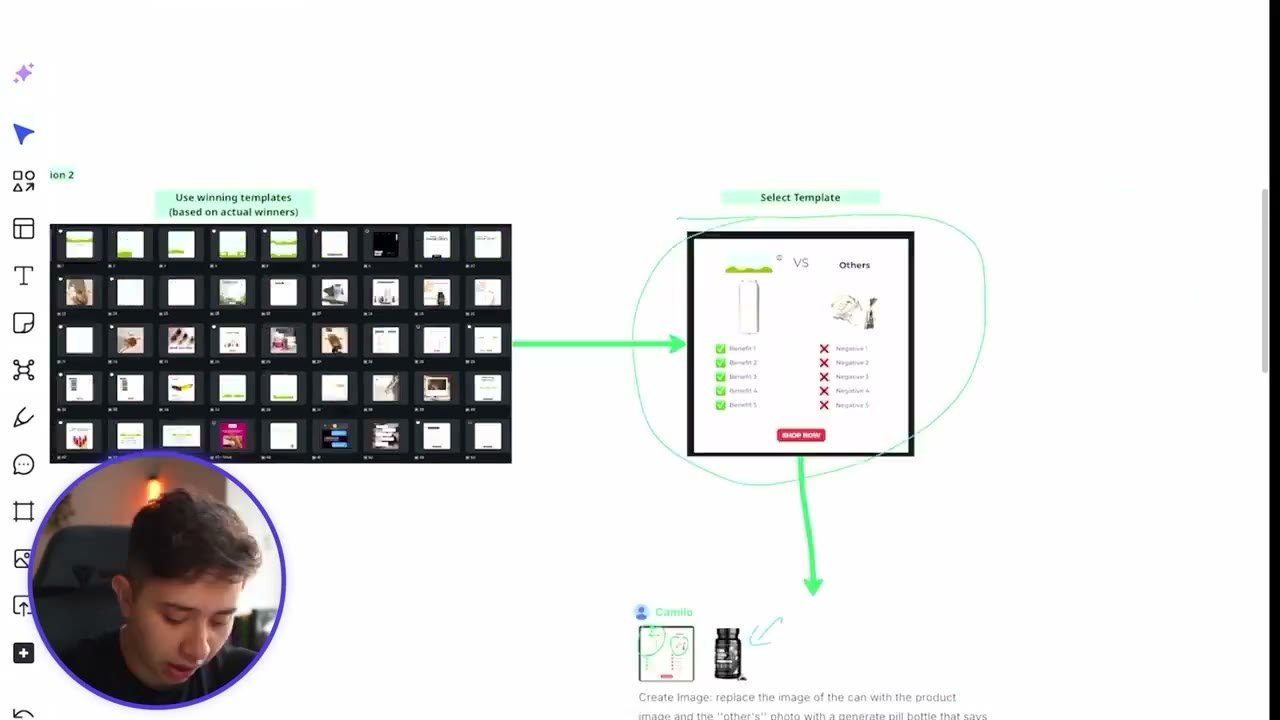 ion 2
Use winning templates
(based on actual winners)
Select Template
VS
Others
Benefit 1
Negative 1
Benefit 2
Negative 2
Benefit 3
Negative 3
Benefit 4
Negative 4
Benefit 5
Negative 5
SHOP NOW
Camilo
Create Image: replace the image of the can with the product
image and the "other's" photo with a generate pill bottle that says